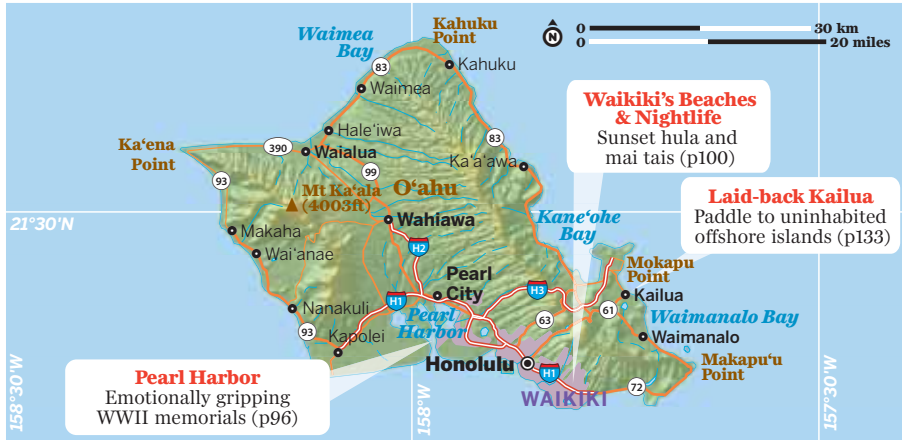 Kahuku
Point
Waimea
Bay
N
0
30 km
0
20 miles
83
Kahuku
Waimea
Waikiki's Beaches
& Nightlife
Sunset hula and
mai tais (p100)
Hale‘iwa
83
Ka‘ena
Point
390
Waialua
99
Ka‘a‘awa
93
Mt Ka‘ala
(4003ft)
O‘ahu
Laid-back Kailua
Paddle to uninhabited
offshore islands (p133)
21°30'N
Wahiawa
Kane‘ohe
Bay
Makaha
H2
Wai‘anae
Mokapu
Point
Pearl
City
H3
Kailua
Nanakuli
H1
Pearl
Harbor
63
61
Waimanalo Bay
93
Kapolei
Waimanalo
158°30'W
158°W
157°30'W
Honolulu
H1
Makapu‘u
Point
72
WAIKIKI
Pearl Harbor
Emotionally gripping
WWII memorials (p96)